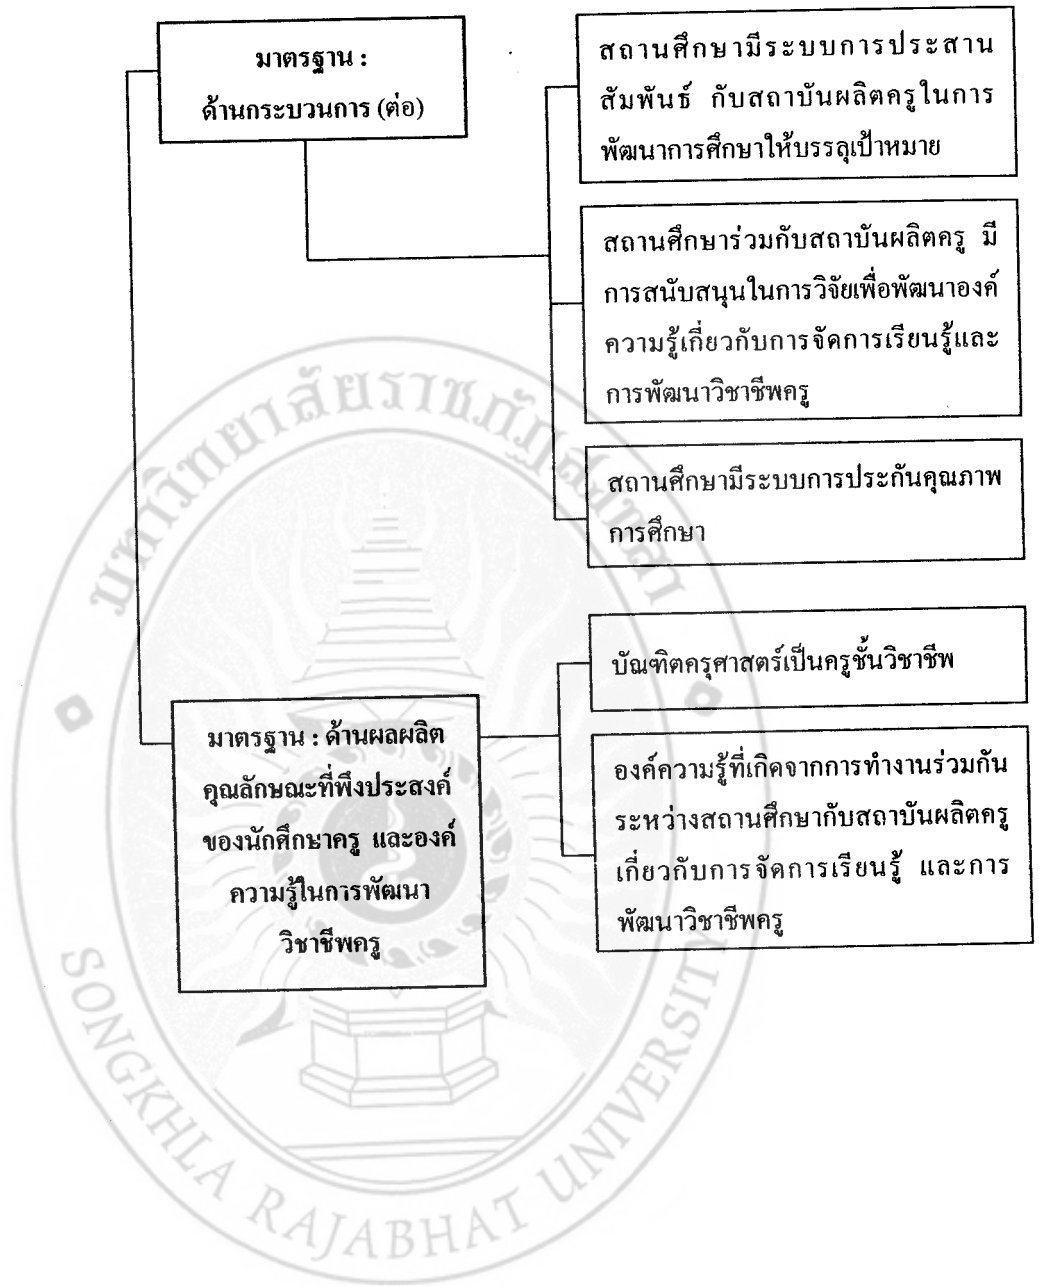 มาตรฐาน :
ด้านกระบวนการ (ต่อ)
สถานศึกษามีระบบการประสาน
สัมพันธ์ กับสถาบันผลิตครูในการ
พัฒนาการศึกษาให้บรรลุเป้าหมาย
สถานศึกษาร่วมกับสถาบันผลิตครู มี
การสนับสนุนในการวิจัยเพื่อพัฒนาองค์
ความรู้เกี่ยวกับการจัดการเรียนรู้และ
การพัฒนาวิชาชีพครู
สถานศึกษามีระบบการประกันคุณภาพ
การศึกษา
มาตรฐาน : ด้านผลผลิต
คุณลักษณะที่พึงประสงค์
ของนักศึกษาครู และองค์
ความรู้ในการพัฒนา
วิชาชีพครู
บัณฑิตครุศาสตร์เป็นครูชั้นวิชาชีพ
องค์ความรู้ที่เกิดจากการทำงานร่วมกัน
ระหว่างสถานศึกษากับสถาบันผลิตครู
เกี่ยวกับการจัดการเรียนรู้ และการ
พัฒนาวิชาชีพครู
มหาวิทยาลัยราชภัฏสงขลา
SONGKHLA RAJABHAT UNIVERSITY